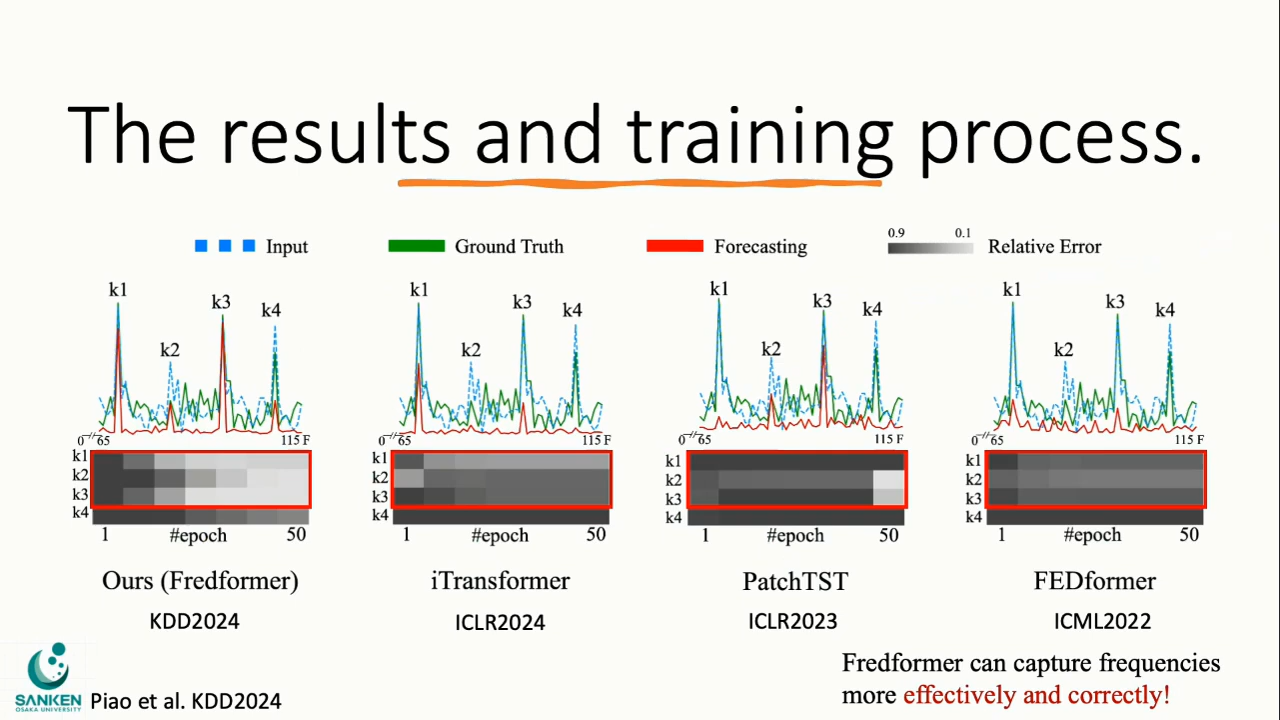 The results and training process.
Input Ground Truth Forecasting 0.9 0.1 Relative Error
k1 k2 k3 k4
0 65 115 F
k1
k2
k3
k4
1 #epoch 50
Ours (Fredformer)
KDD2024
k1 k2 k3 k4
0 65 115 F
k1
k2
k3
k4
1 #epoch 50
iTransformer
ICLR2024
k1 k2 k3 k4
0 65 115 F
k1
k2
k3
k4
1 #epoch 50
PatchTST
ICLR2023
k1 k2 k3 k4
0 65 115 F
k1
k2
k3
k4
1 #epoch 50
FEDformer
ICML2022
Fredformer can capture frequencies
more effectively and correctly!
SANKEN
OSAKA UNIVERSITY
Piao et al. KDD2024